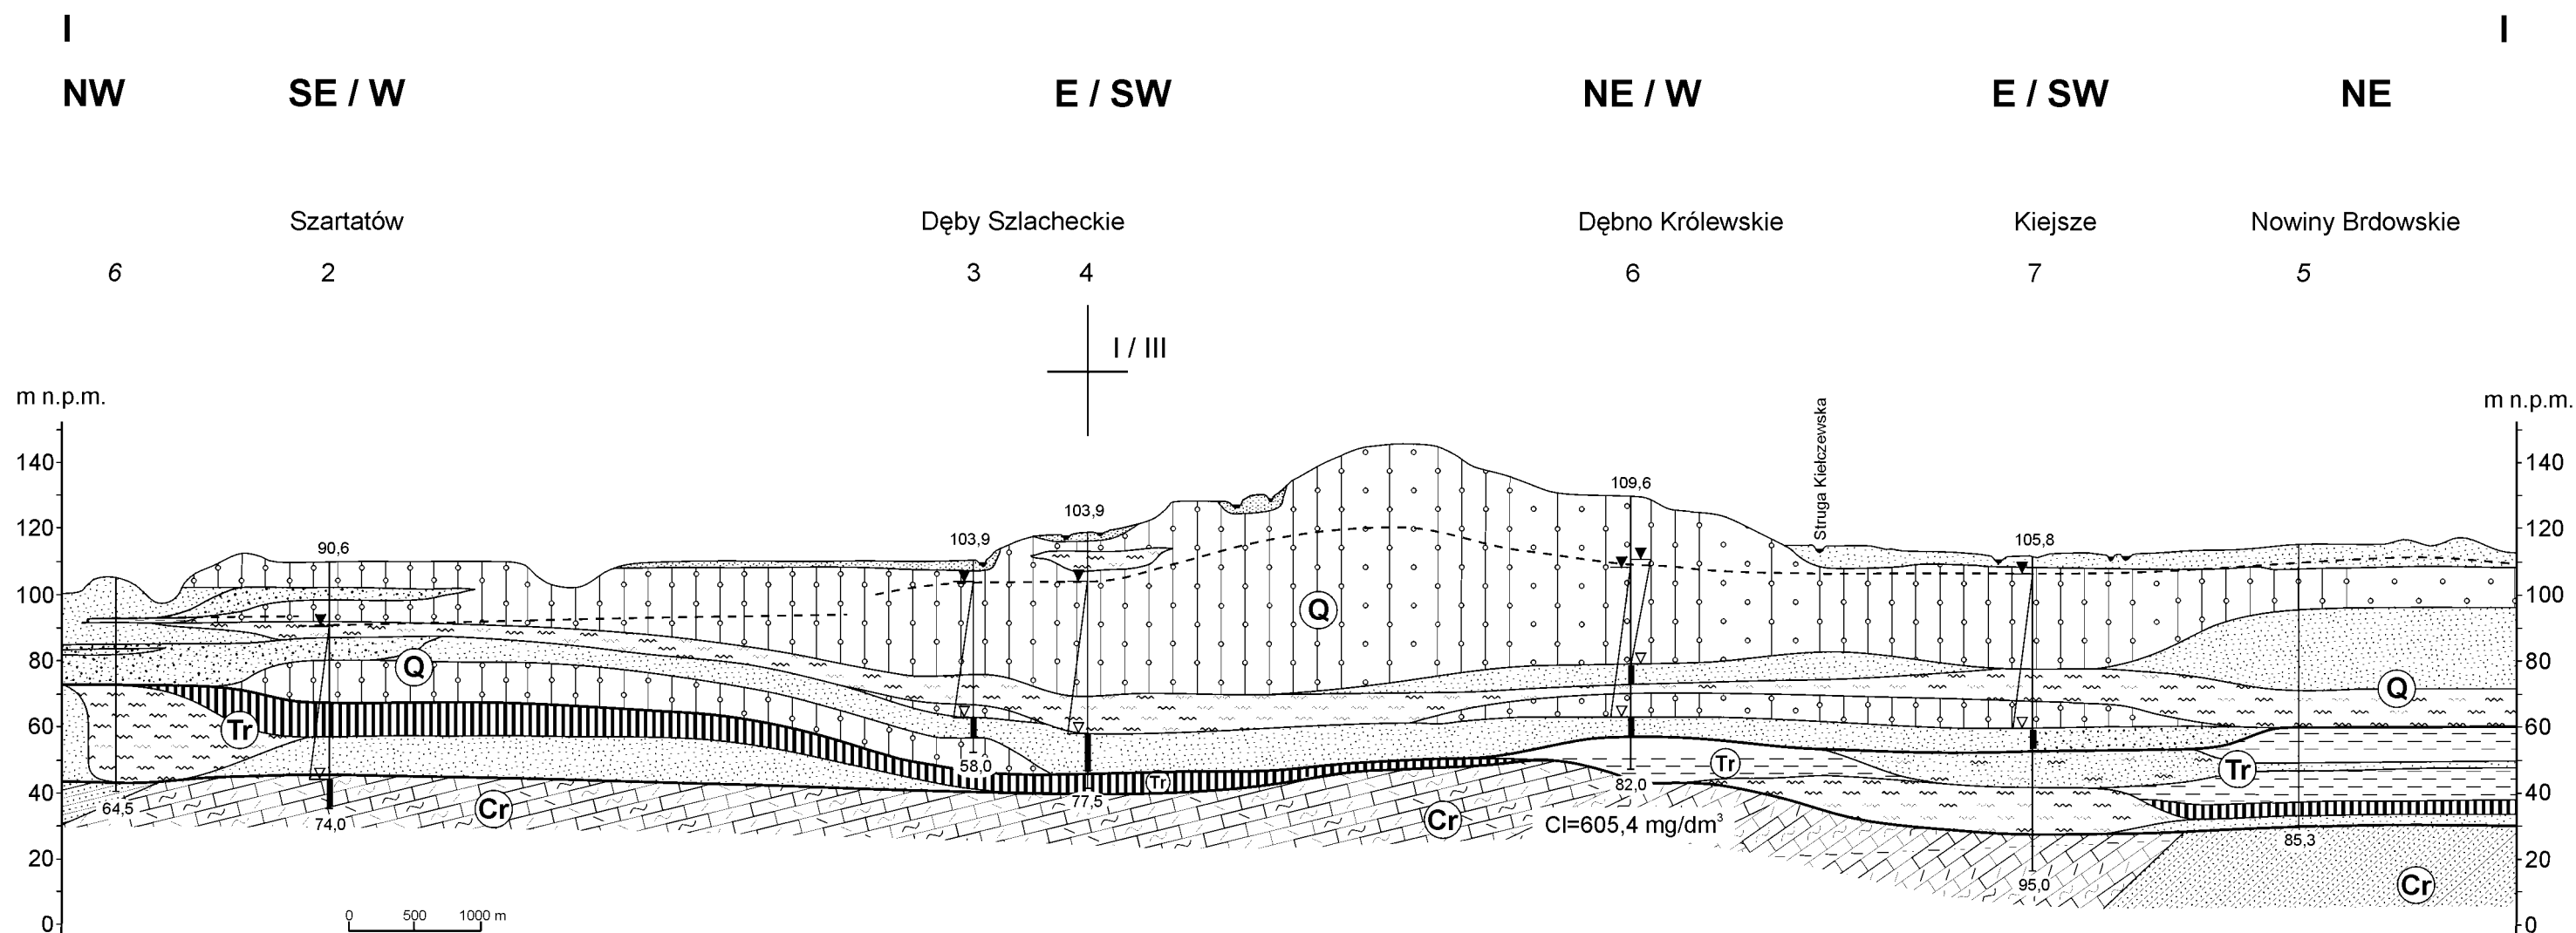 I I
NW SE / W E / SW NE / W E / SW NE
Szartatów Dęby Szlacheckie Dębno Królewskie Kiejsze Nowiny Brdowskie
6 2 3 4 6 7 5
I / III
m n.p.m. m n.p.m.
Struga Kiełczewska
140 140
109,6
120 103,9 120
103,9 105,8
90,6
100 Q 100
80 Q 80
Q
60 Tr 60
58,0 Tr Tr Tr
40 64,5 74,0 Cr 77,5 Cr 82,0 40
Cl=605,4 mg/dm³
85,3
20 95,0 20
Cr
0 0
0 500 1000 m